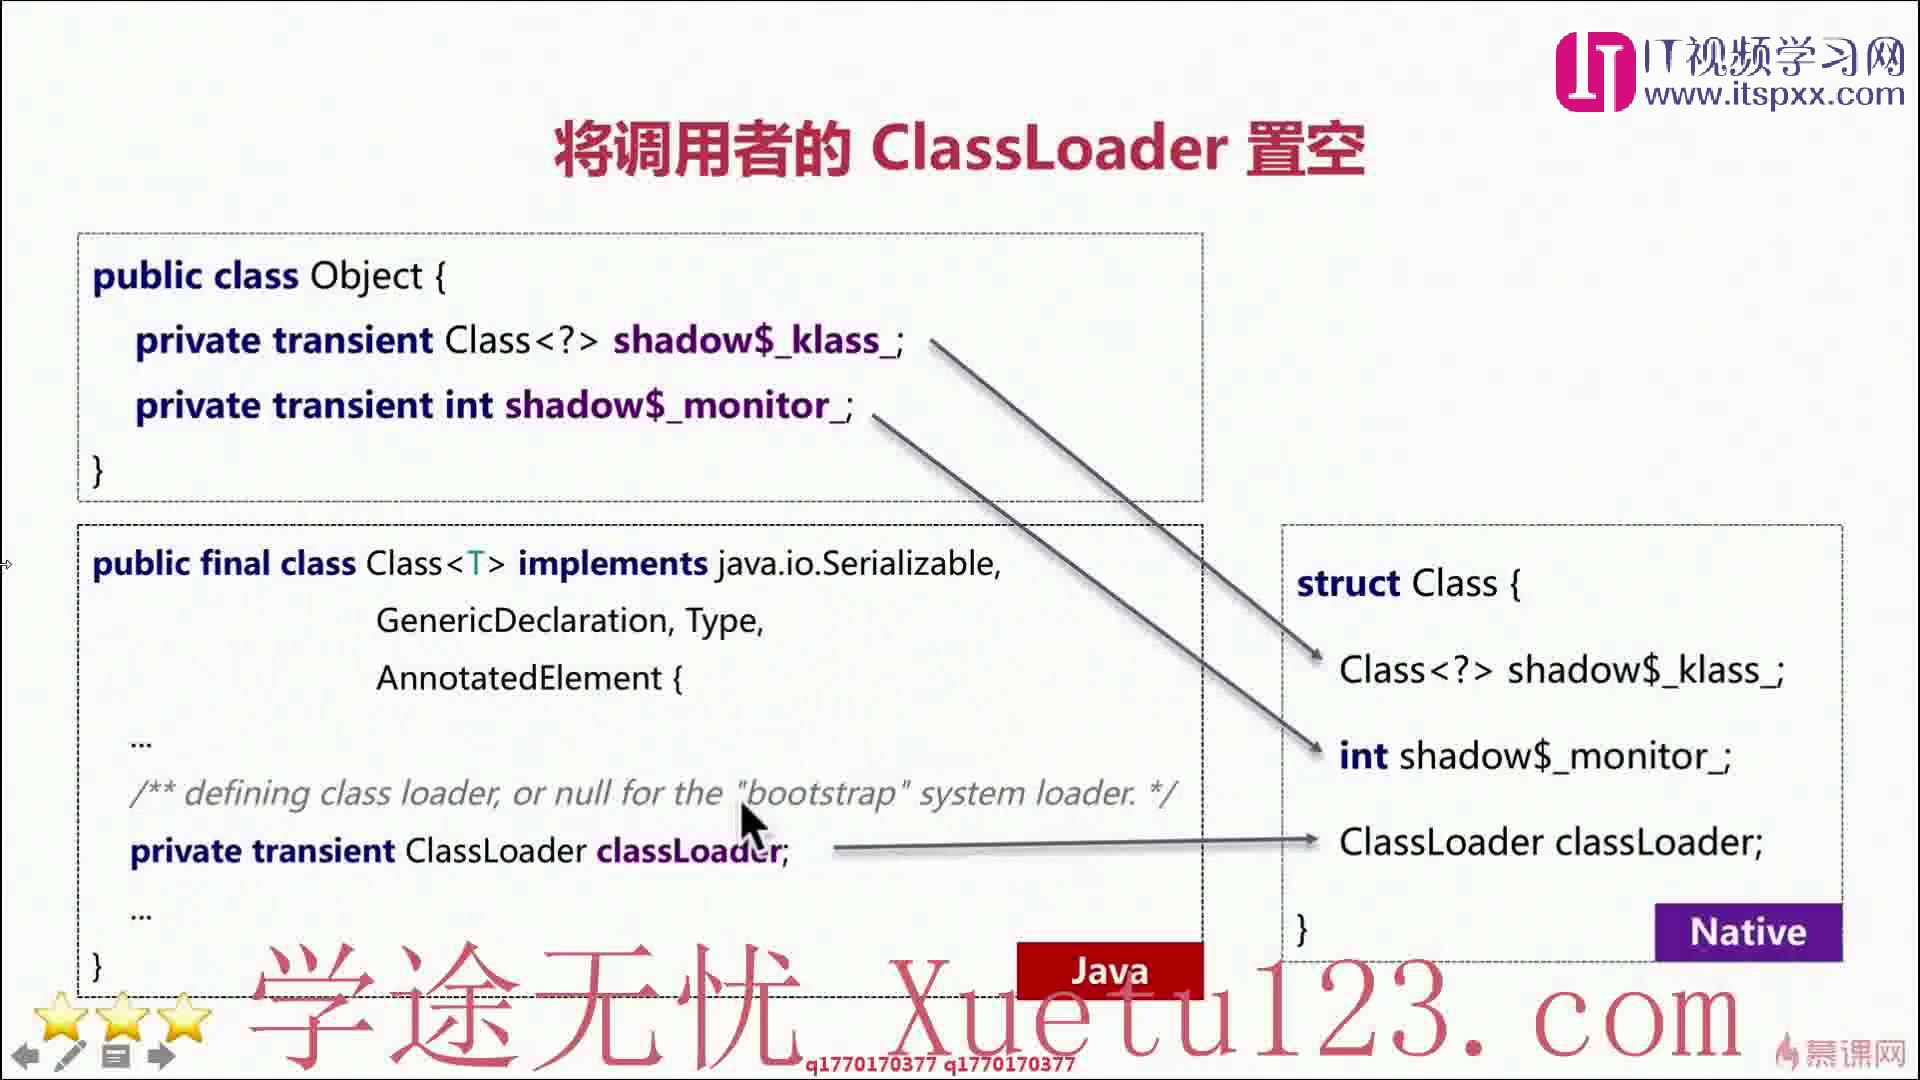 IT视频学习网
www.itspxx.com
将调用者的 ClassLoader 置空
public class Object {
private transient Class<?> shadow$_klass_;
private transient int shadow$_monitor_;
}
public final class Class<T> implements java.io.Serializable,
GenericDeclaration, Type,
AnnotatedElement {
...
/** defining class loader, or null for the "bootstrap" system loader. */
private transient ClassLoader classLoader;
...
}
Java
struct Class {
Class<?> shadow$_klass_;
int shadow$_monitor_;
ClassLoader classLoader;
}
Native
学途无忧 Xuetu123.com
q1770170377 q1770170377
慕课网